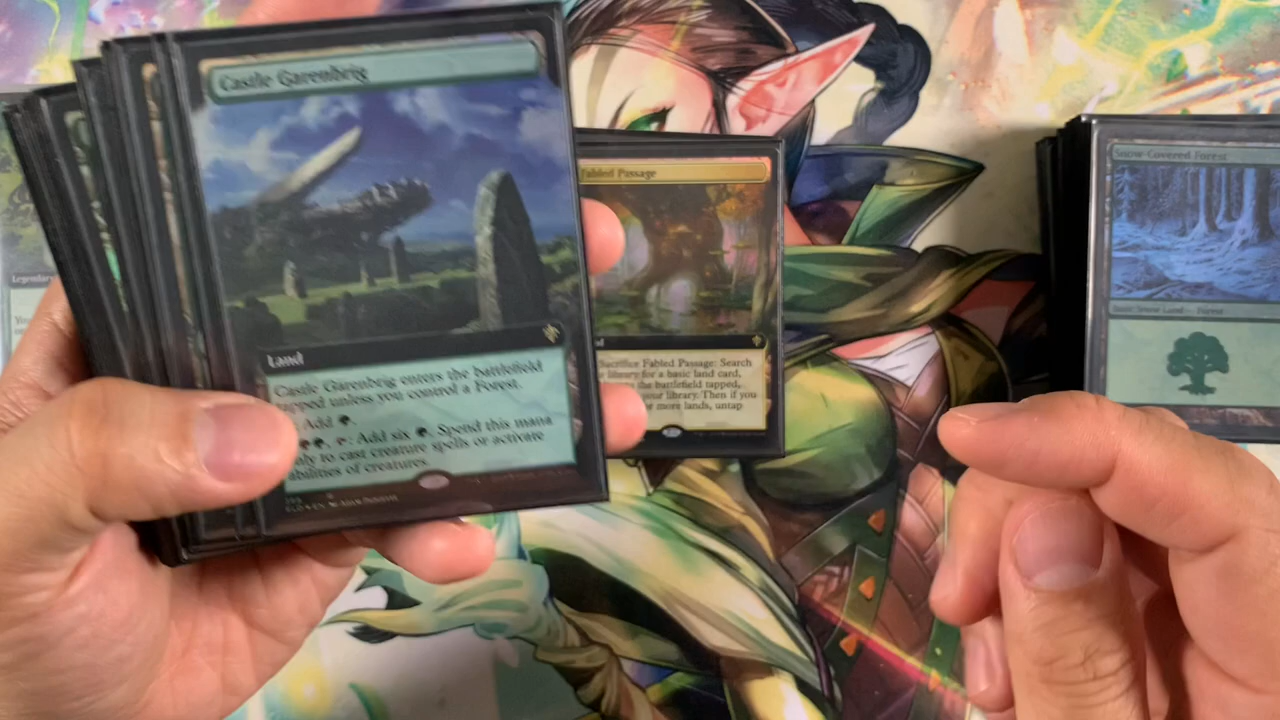 Castle Garenbrig
Land
Castle Garenbrig enters the battlefield
tapped unless you control a Forest.
Add
: Add six . Spend this mana
only to cast creature spells or activate
abilities of creatures.
Fabled Passage
Sacrifice Fabled Passage: Search
library for a basic land card,
the battlefield tapped,
your library. Then if you
or more lands, untap
Snow-Covered Forest
Basic Snow Land — Forest
Legendary